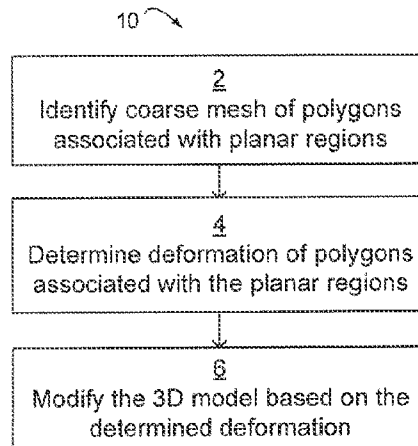 10
2
Identify coarse mesh of polygons
associated with planar regions
4
Determine deformation of polygons
associated with the planar regions
6
Modify the 3D model based on the
determined deformation